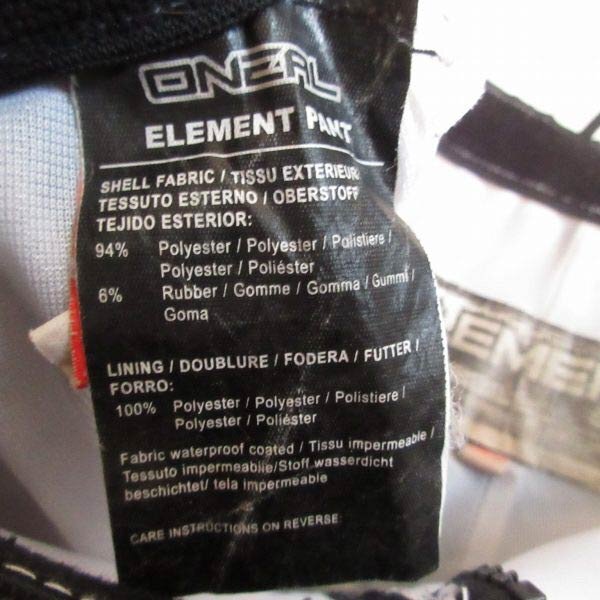 ONEAL
ELEMENT PANT
SHELL FABRIC / TISSU EXTERIEUR/
TESSUTO ESTERNO / OBERSTOFF
TEJIDO ESTERIOR:
94% Polyester / Polyester / Palistiere /
Polyester / Poliéster
6% Rubber / Gomme / Gomma / Gummi /
Goma
LINING / DOUBLURE / FODERA / FUTTER /
FORRO:
100% Polyester / Polyester / Polistiere /
Polyester / Poliéster
Fabric waterproof coated / Tissu impermeable /
Tessuto impermeabile/Stoff wasserdicht
beschichtet/ tela impermeable
CARE INSTRUCTIONS ON REVERSE:
LEMEN